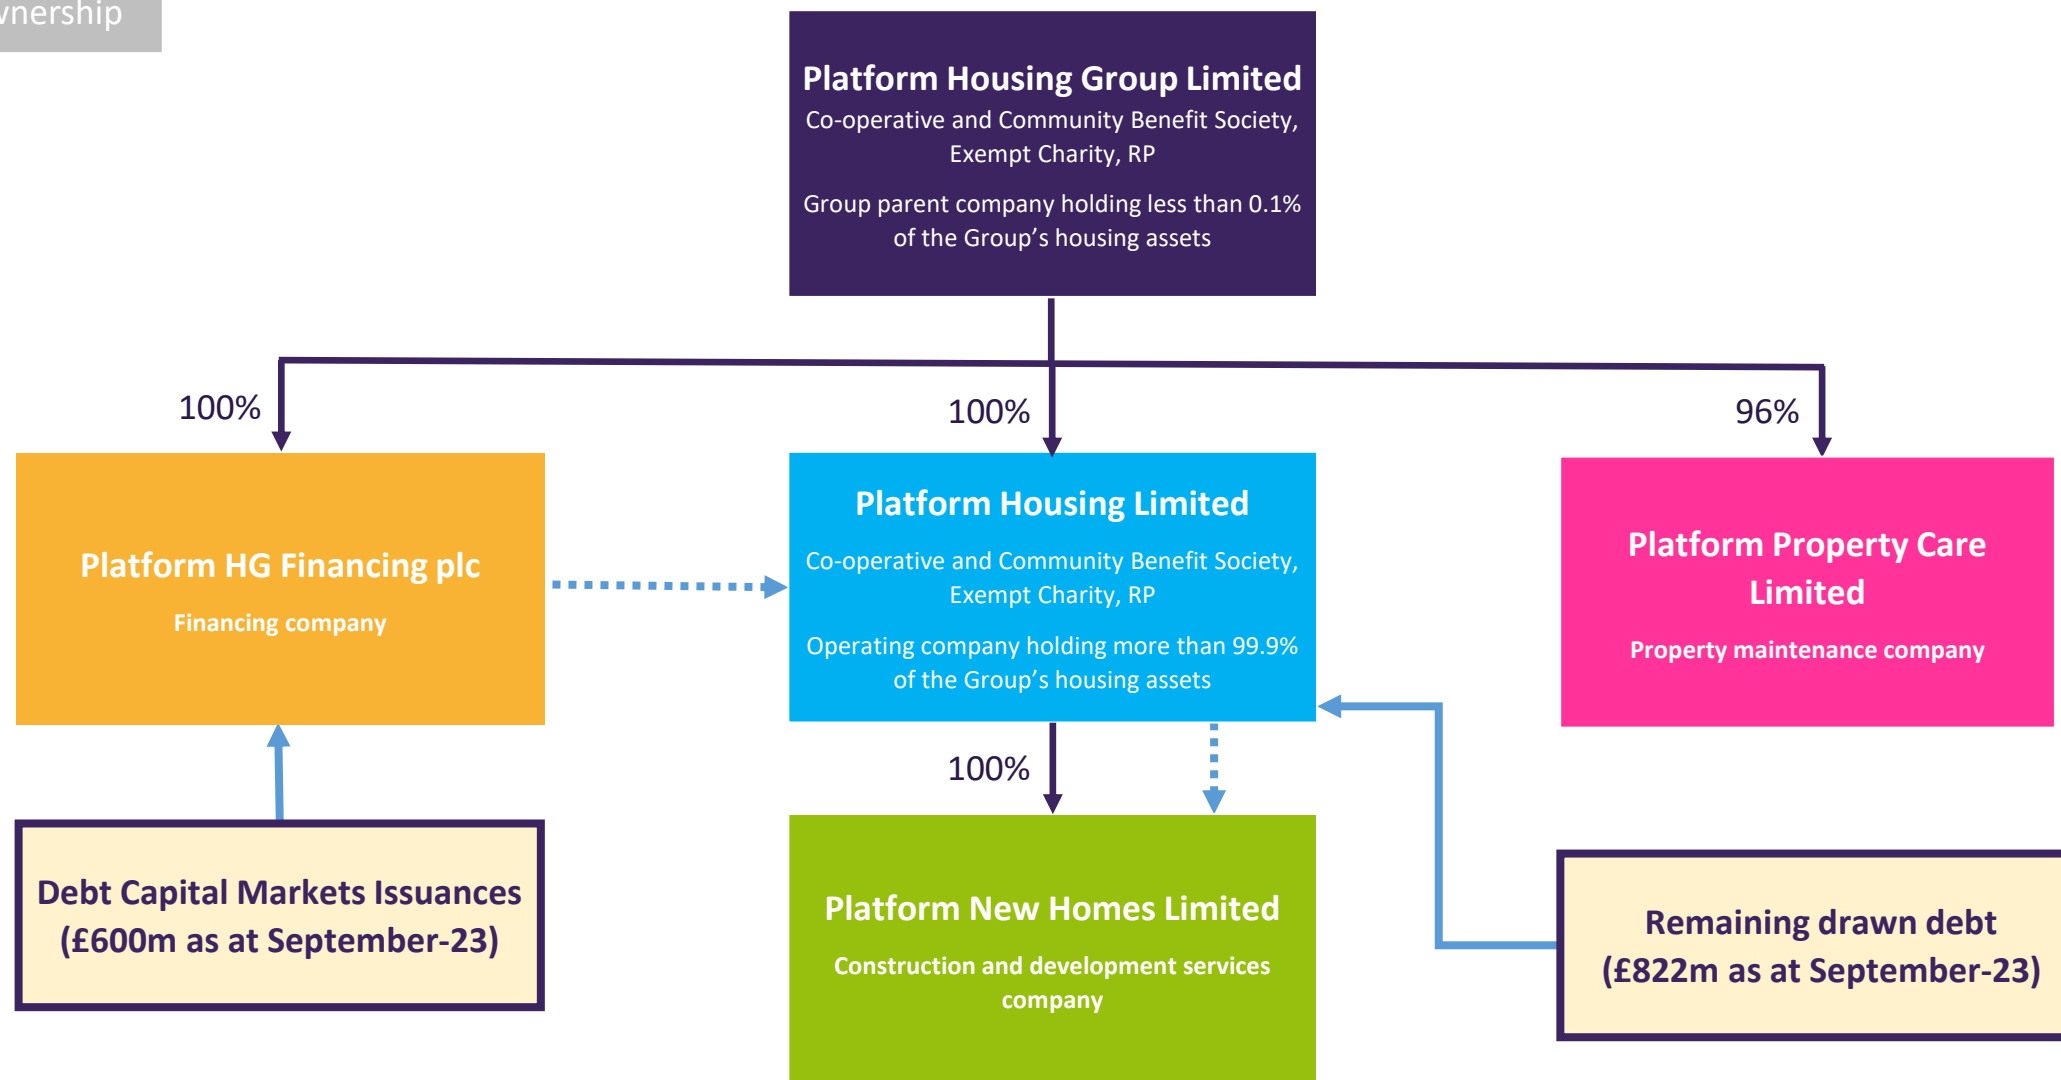 Platform Housing Group Limited
Co-operative and Community Benefit Society,
Exempt Charity, RP
Group parent company holding less than 0.1%
of the Group's housing assets
100%
100%
96%
Platform HG Financing plc
Financing company
Platform Housing Limited
Co-operative and Community Benefit Society,
Exempt Charity, RP
Operating company holding more than 99.9%
of the Group's housing assets
Platform Property Care
Limited
Property maintenance company
100%
Debt Capital Markets Issuances
(£600m as at September-23)
Platform New Homes Limited
Construction and development services
company
Remaining drawn debt
(£822m as at September-23)